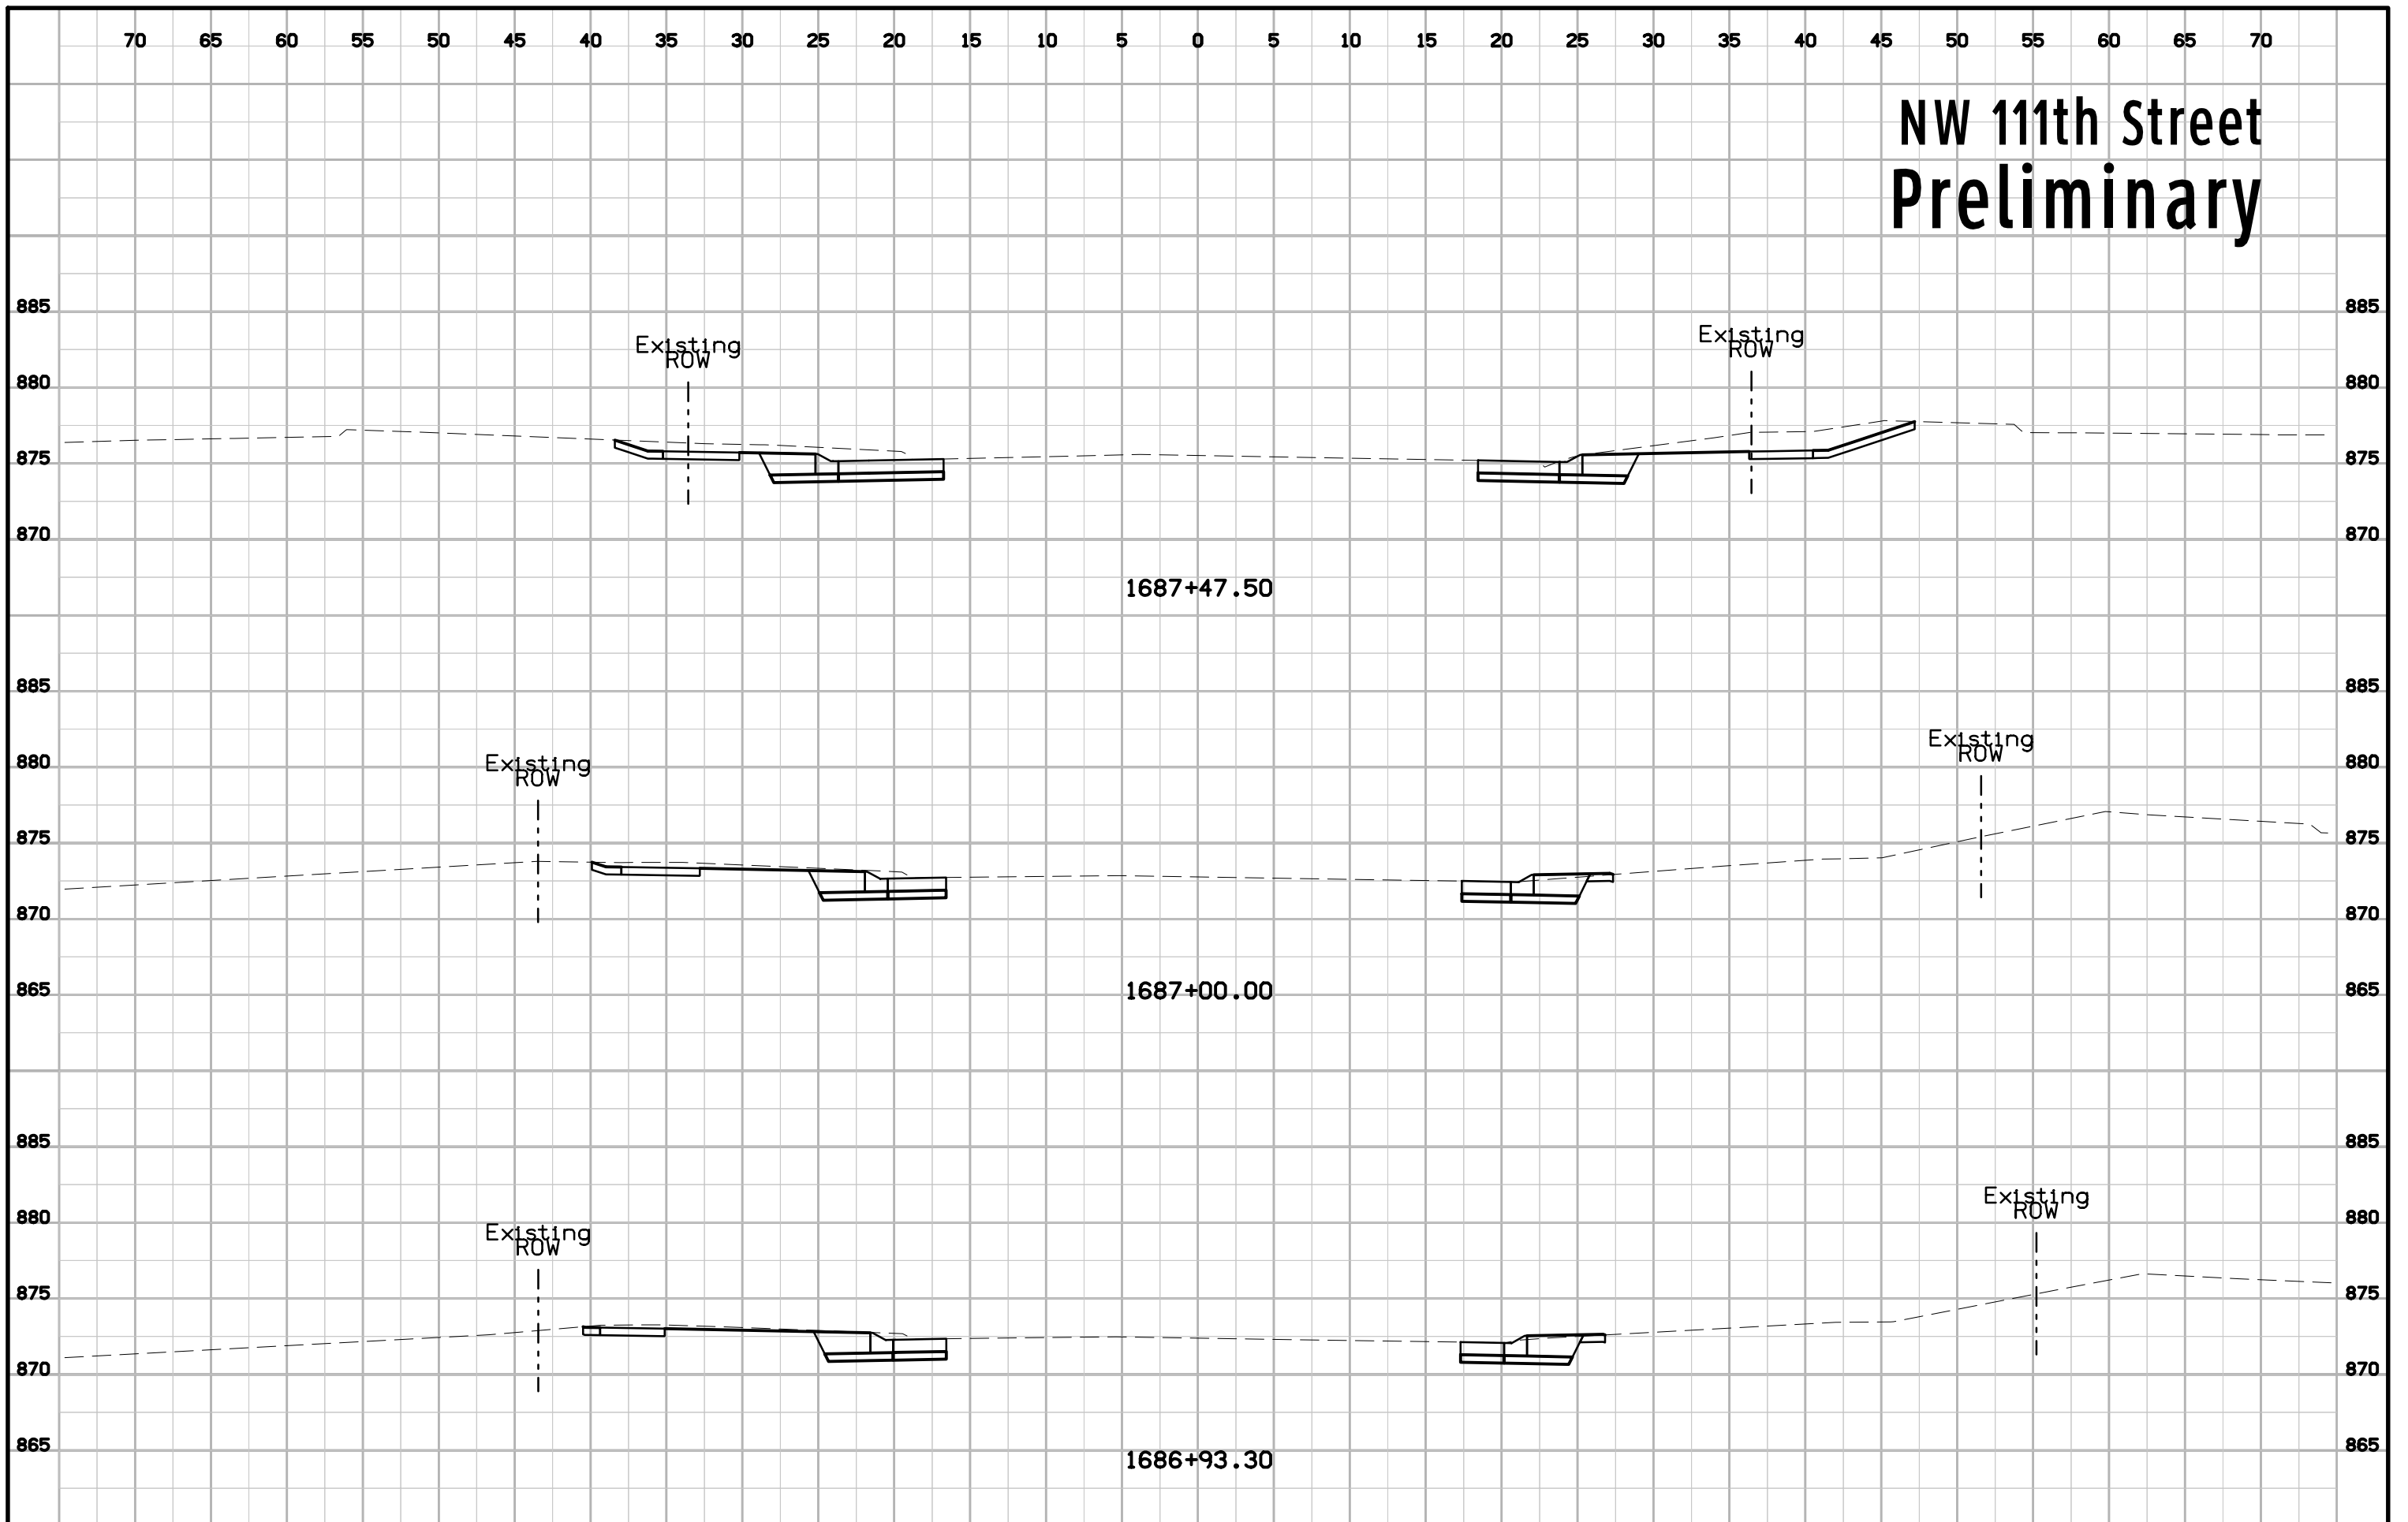 70 65 60 55 50 45 40 35 30 25 20 15 10 5 0 5 10 15 20 25 30 35 40 45 50 55 60 65 70
NW 111th Street
Preliminary
885 885
Existing Existing
ROW ROW
880 880
875 875
870 870
1687+47.50
885 885
Existing
ROW
Existing
ROW
880 880
875 875
870 870
865 1687+00.00 865
885 885
Existing
ROW
880 880
Existing
ROW
875 875
870 870
865 865
1686+93.30